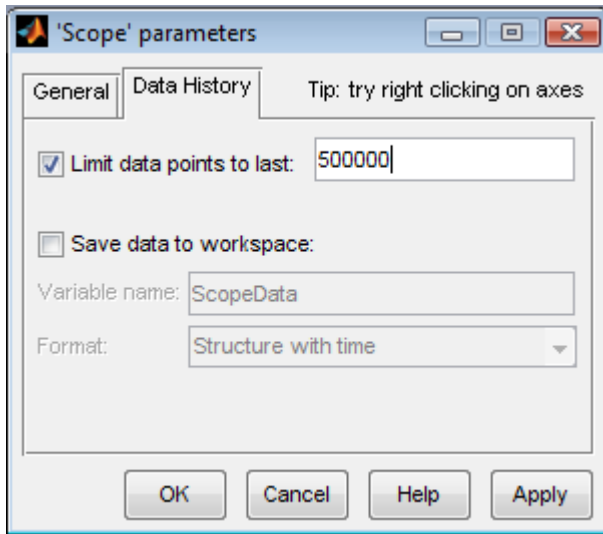 'Scope' parameters
General Data History Tip: try right clicking on axes
Limit data points to last: 500000
Save data to workspace:
Variable name: ScopeData
Format: Structure with time
OK Cancel Help Apply